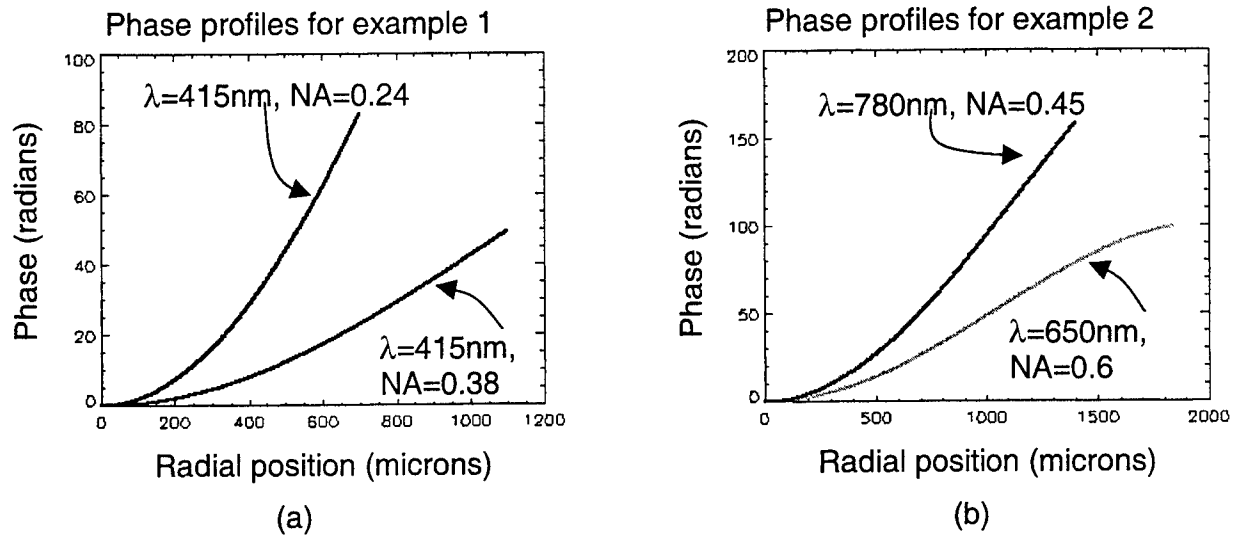 Phase profiles for example 1
100
80
60
40
20
0
0 200 400 600 800 1000 1200
Phase (radians)
Radial position (microns)
λ=415nm, NA=0.24
λ=415nm,
NA=0.38
(a)
Phase profiles for example 2
200
150
100
50
0
0 500 1000 1500 2000
Phase (radians)
Radial position (microns)
λ=780nm, NA=0.45
λ=650nm,
NA=0.6
(b)